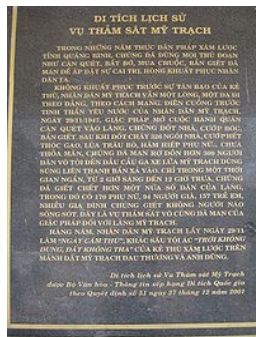 DI TÍCH LỊCH SỬ
VỤ THẢM SÁT MỸ TRẠCH
TRONG NHỮNG NĂM THỰC DÂN PHÁP XÂM LƯỢC
TỈNH QUẢNG BÌNH, CHÚNG ĐÃ DÙNG MỌI THỦ ĐOẠN
NHƯ CÀN QUÉT, BẮT BỚ, MUA CHUỘC, BẮN GIẾT DÃ
MAN ĐỂ ÁP ĐẶT SỰ CAI TRỊ, HÒNG KHUẤT PHỤC NHÂN
DÂN TA.
KHÔNG KHUẤT PHỤC TRƯỚC SỰ TÀN BẠO CỦA KẺ
THÙ, NHÂN DÂN MỸ TRẠCH VẪN MỘT LÒNG, MỘT DẠ ĐI
THEO ĐẢNG, THEO CÁCH MẠNG, ĐIÊN CUỒNG TRƯỚC
TINH THẦN YÊU NƯỚC CỦA NHÂN DÂN MỸ TRẠCH,
NGÀY 29/11/1947, GIẶC PHÁP MỞ CUỘC HÀNH QUÂN
CÀN QUÉT VÀO LÀNG, CHÚNG ĐỐT NHÀ, CƯỚP BÓC,
BẮN GIẾT. SAU KHI ĐỐT CHÁY 326 NGÔI NHÀ, CƯỚP HẾT
THÓC GẠO, LÙA TRÂU BÒ, HÃM HIẾP PHỤ NỮ... CHƯA
THỎA MÃN, CHÚNG DÃ MAN DỒN HƠN 300 NGƯỜI
DÂN VÔ TỘI ĐẾN ĐẦU CẦU GA XE LỬA MỸ TRẠCH DÙNG
SÚNG LIÊN THANH BẮN XẢ VÀO. CHỈ TRONG MỘT THỜI
GIAN NGẮN, TỪ 2 GIỜ SÁNG ĐẾN 12 GIỜ TRƯA, CHÚNG
ĐÃ GIẾT CHẾT HƠN MỘT NỬA SỐ DÂN CỦA LÀNG,
TRONG ĐÓ CÓ 170 PHỤ NỮ, 24 NGƯỜI GIÀ, 157 TRẺ EM,
NHIỀU GIA ĐÌNH CHÚNG GIẾT KHÔNG NGƯỜI NÀO
SỐNG SÓT. ĐÂY LÀ VỤ THẢM SÁT VÔ CÙNG DÃ MAN CỦA
GIẶC PHÁP ĐỐI VỚI LÀNG MỸ TRẠCH.
HÀNG NĂM, NHÂN DÂN MỸ TRẠCH LẤY NGÀY 29/11
LÀM "NGÀY CĂM THÙ", KHẮC SÂU TỘI ÁC "TRỜI KHÔNG
DUNG, ĐẤT KHÔNG THA" CỦA KẺ THÙ XÂM LƯỢC TRÊN
MẢNH ĐẤT MỸ TRẠCH ĐAU THƯƠNG VÀ ANH DŨNG.
Di tích lịch sử Vụ Thảm sát Mỹ Trạch
được Bộ Văn hóa - Thông tin xếp hạng Di tích Quốc gia
theo Quyết định số 51 ngày 27 tháng 12 năm 2001